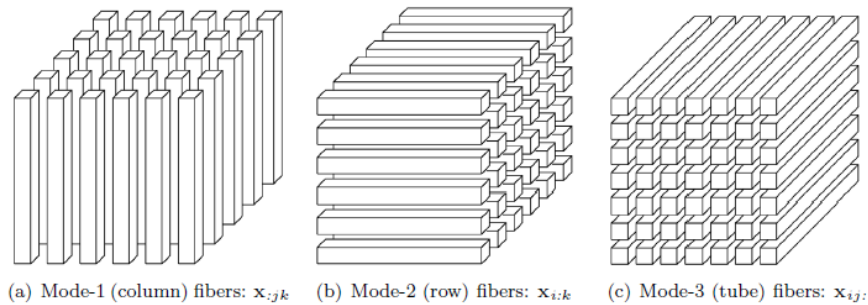 (a) Mode-1 (column) fibers: x:jk
(b) Mode-2 (row) fibers: xi:k
(c) Mode-3 (tube) fibers: xij: